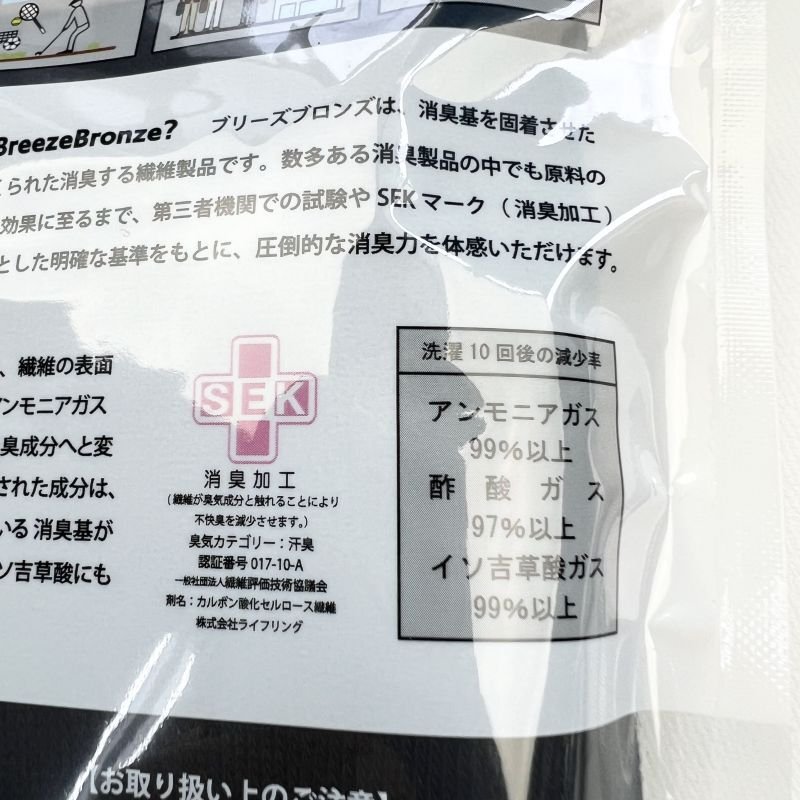 BreezeBronze?
ブリーズブロンズは、消臭基を固着させた
られた消臭する繊維製品です。数多ある消臭製品の中でも原料の
効果に至るまで、第三者機関での試験や SEK マーク（消臭加工）
とした明確な基準をもとに、圧倒的な消臭力を体感いただけます。
、繊維の表面
アンモニアガス
臭成分へと変
された成分は、
いる消臭基が
ソ吉草酸にも
SEK
消臭加工
（繊維が臭気成分と触れることにより
不快臭を減少させます。）
臭気カテゴリー：汗臭
認証番号 017-10-A
一般社団法人繊維評価技術協議会
剤名：カルボン酸化セルロース繊維
株式会社ライフリング
洗濯10回後の減少率
アンモニアガス
99％以上
酢酸ガス
97％以上
イソ吉草酸ガス
99％以上
【お取り扱い上のご注意】